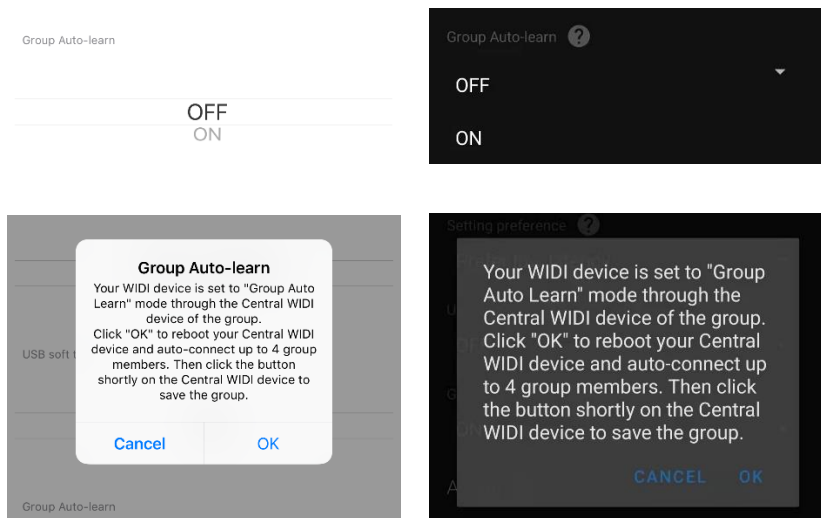 Group Auto-learn
OFF
ON
Group Auto-learn ?
OFF
ON
USB soft t
Group Auto-learn
Your WIDI device is set to "Group Auto
Learn" mode through the Central WIDI
device of the group.
Click "OK" to reboot your Central WIDI
device and auto-connect up to 4 group
members. Then click the button
shortly on the Central WIDI device to
save the group.
Cancel OK
Group Auto-learn
Setting preference ?
Your WIDI device is set to "Group
Auto Learn" mode through the
Central WIDI device of the group.
Click "OK" to reboot your Central
WIDI device and auto-connect up
to 4 group members. Then click
the button shortly on the Central
WIDI device to save the group.
CANCEL OK